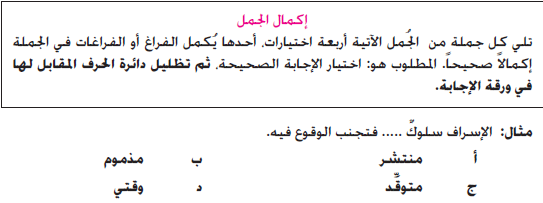 إكمال الجمل
تلي كل جملة من الجُمل الآتية أربعة اختيارات، أحدها يُكمل الفراغ أو الفراغات في الجملة
إكمالاً صحيحاً. المطلوب هو: اختيار الإجابة الصحيحة، ثم تظليل دائرة الحرف المقابل لها
في ورقة الإجابة.
مثال: الإسراف سلوكٌ ..... فتجنب الوقوع فيه.
أ منتشر ب مذموم
ج متوقَّد د وقتي